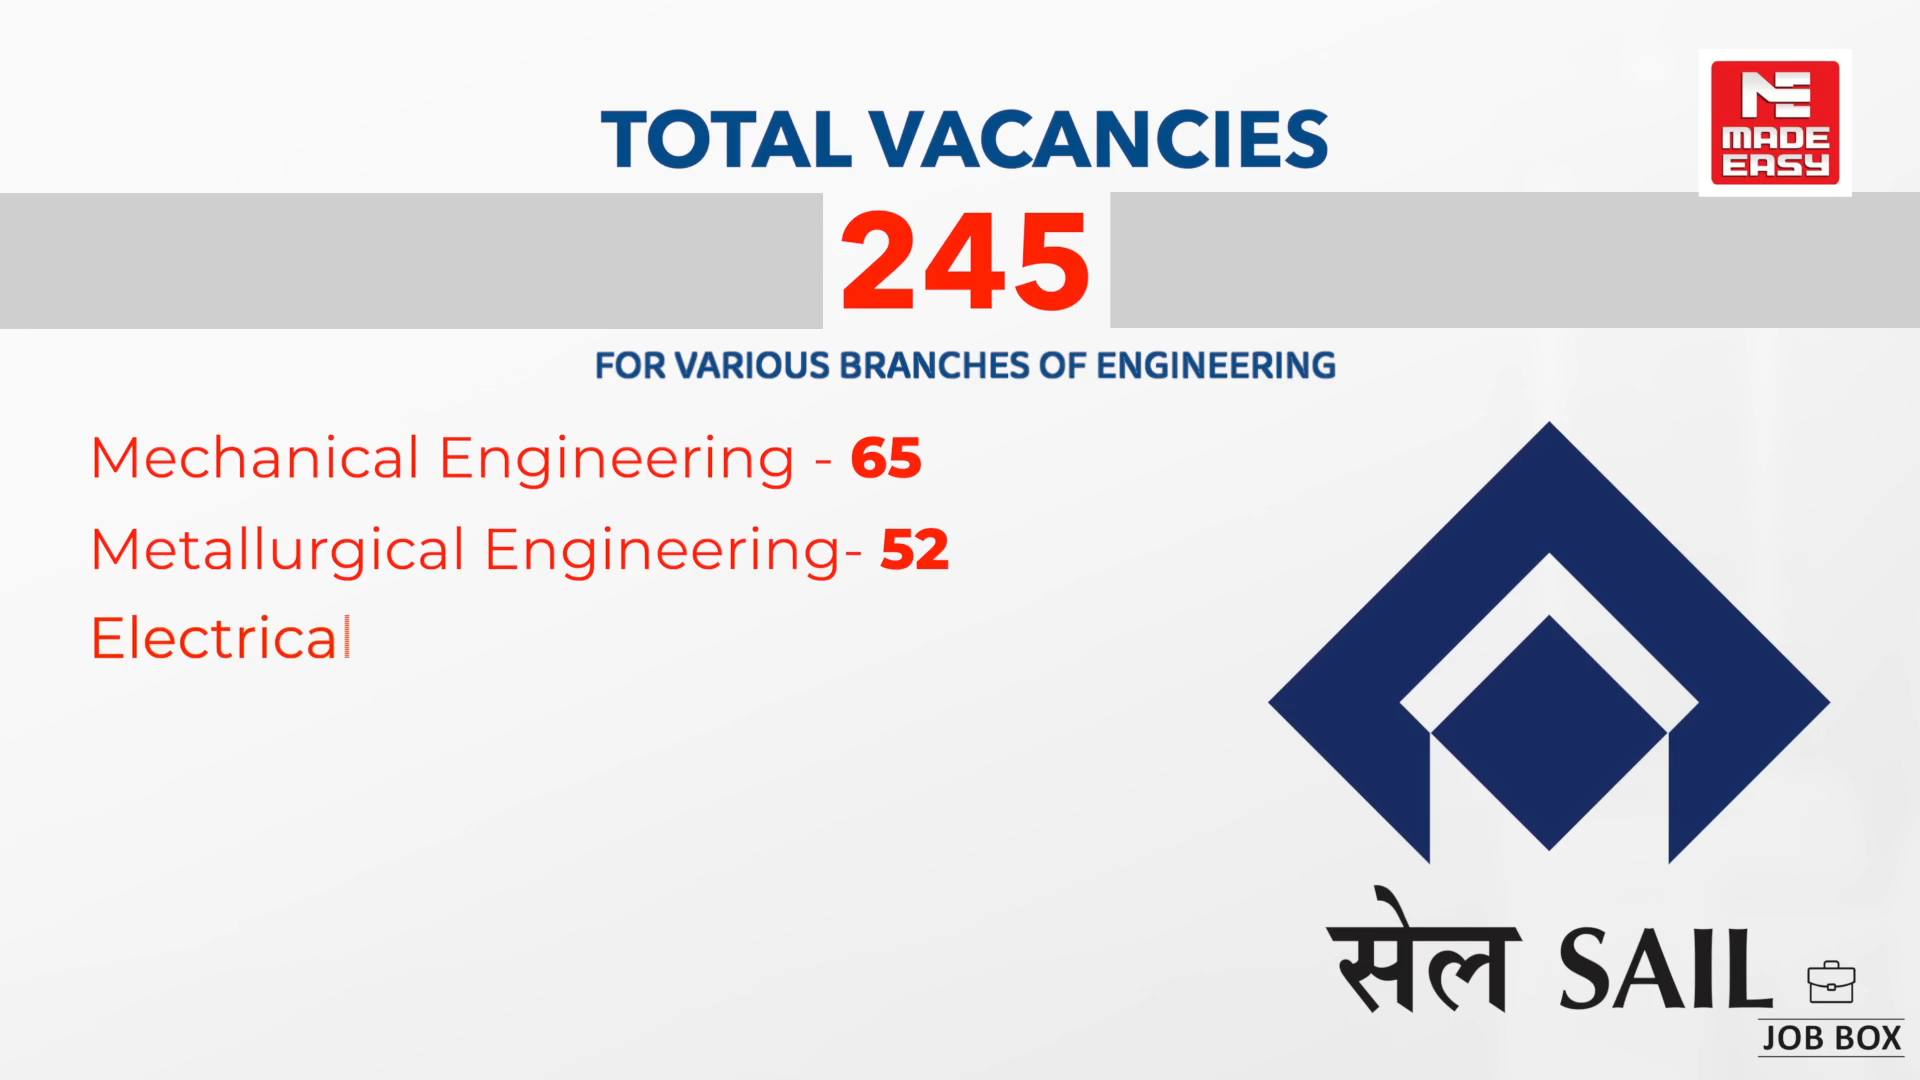 TOTAL VACANCIES
ME
MADE
EASY
245
FOR VARIOUS BRANCHES OF ENGINEERING
Mechanical Engineering - 65
Metallurgical Engineering- 52
Electrical
सेल SAIL
JOB BOX